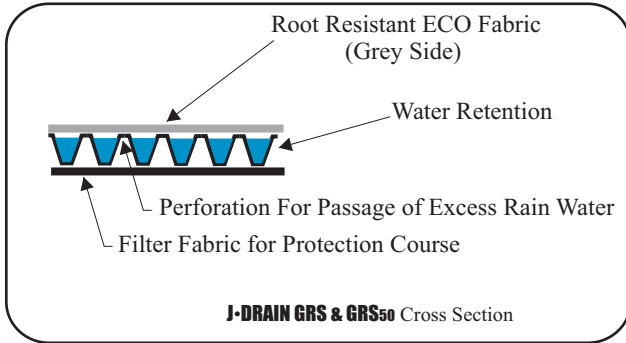 Root Resistant ECO Fabric
(Grey Side)
Water Retention
Perforation For Passage of Excess Rain Water
Filter Fabric for Protection Course
J•DRAIN GRS & GRS50 Cross Section